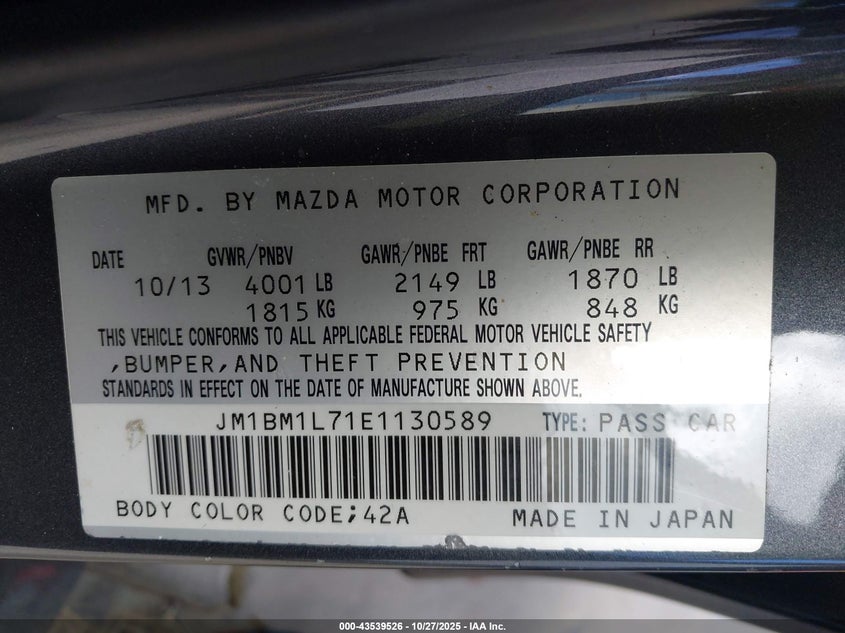 MFD. BY MAZDA MOTOR CORPORATION
DATE GVWR/PNBV GAWR/PNBE FRT GAWR/PNBE RR
10/13 4001 LB 2149 LB 1870 LB
1815 KG 975 KG 848 KG
THIS VEHICLE CONFORMS TO ALL APPLICABLE FEDERAL MOTOR VEHICLE SAFETY
,BUMPER,AND THEFT PREVENTION
STANDARDS IN EFFECT ON THE DATE OF MANUFACTURE SHOWN ABOVE.
JM1BM1L71E1130589 TYPE: PASS CAR
BODY COLOR CODE;42A MADE IN JAPAN
000-43539526 - 10/27/2025 - IAA Inc.